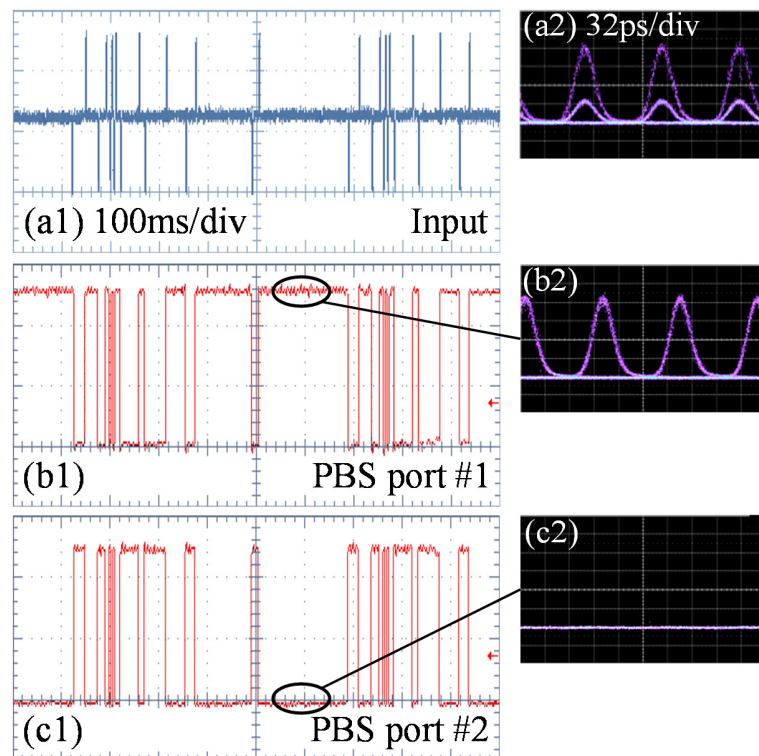 (a1) 100ms/div
Input
(a2) 32ps/div
(b1)
PBS port #1
(b2)
(c1)
PBS port #2
(c2)